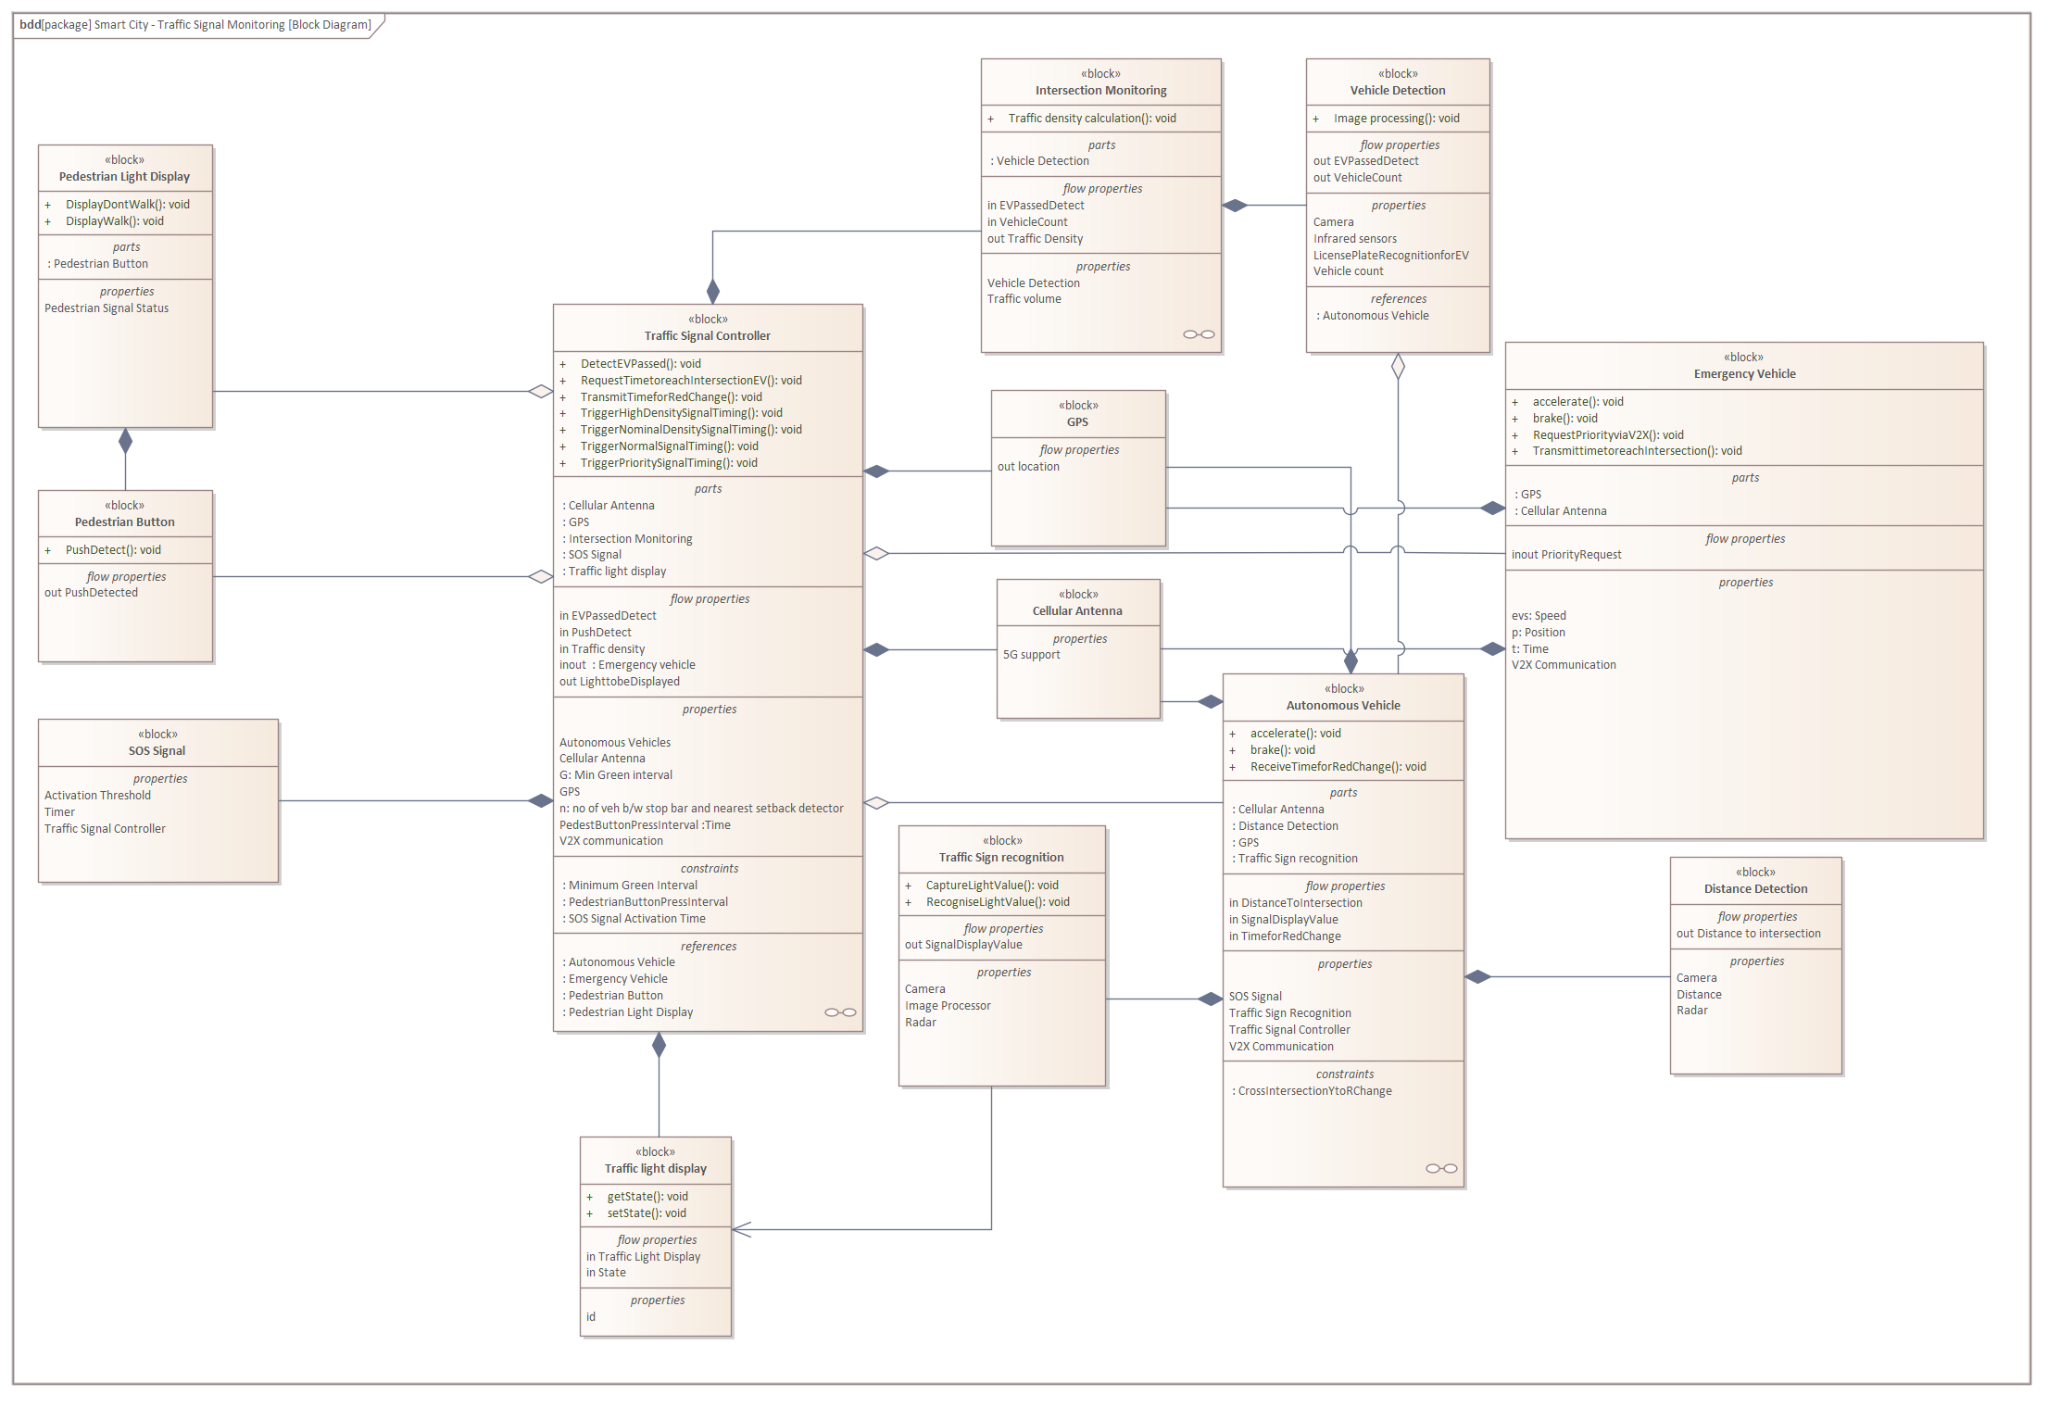 bdd[package] Smart City - Traffic Signal Monitoring [Block Diagram]
«block»
Pedestrian Light Display
+ DisplayDontWalk(): void
+ DisplayWalk(): void
parts
: Pedestrian Button
properties
Pedestrian Signal Status
«block»
Pedestrian Button
+ PushDetect(): void
flow properties
out PushDetected
«block»
SOS Signal
properties
Activation Threshold
Timer
Traffic Signal Controller
«block»
Traffic Signal Controller
+ DetectEVPassed(): void
+ RequestTimetoreachIntersectionEV(): void
+ TransmitTimeforRedChange(): void
+ TriggerHighDensitySignalTiming(): void
+ TriggerNominalDensitySignalTiming(): void
+ TriggerNormalSignalTiming(): void
+ TriggerPrioritySignalTiming(): void
parts
: Cellular Antenna
: GPS
: Intersection Monitoring
: SOS Signal
: Traffic light display
flow properties
in EVPassedDetect
in PushDetect
in Traffic density
inout : Emergency vehicle
out LighttobeDisplayed
properties
Autonomous Vehicles
Cellular Antenna
G: Min Green interval
GPS
n: no of veh b/w stop bar and nearest setback detector
PedestButtonPressInterval :Time
V2X communication
constraints
: Minimum Green Interval
: PedestrianButtonPressInterval
: SOS Signal Activation Time
references
: Autonomous Vehicle
: Emergency Vehicle
: Pedestrian Button
: Pedestrian Light Display
«block»
Traffic light display
+ getState(): void
+ setState(): void
flow properties
in Traffic Light Display
in State
properties
id
«block»
Intersection Monitoring
+ Traffic density calculation(): void
parts
: Vehicle Detection
flow properties
in EVPassedDetect
in VehicleCount
out Traffic Density
properties
Vehicle Detection
Traffic volume
«block»
Vehicle Detection
+ Image processing(): void
flow properties
out EVPassedDetect
out VehicleCount
properties
Camera
Infrared sensors
LicensePlateRecognitionforEV
Vehicle count
references
: Autonomous Vehicle
«block»
GPS
flow properties
out location
«block»
Cellular Antenna
properties
5G support
«block»
Emergency Vehicle
+ accelerate(): void
+ brake(): void
+ RequestPriorityviaV2X(): void
+ TransmittimetoreachIntersection(): void
parts
: GPS
: Cellular Antenna
flow properties
inout PriorityRequest
properties
evs: Speed
p: Position
t: Time
V2X Communication
«block»
Autonomous Vehicle
+ accelerate(): void
+ brake(): void
+ ReceiveTimeforRedChange(): void
parts
: Cellular Antenna
: Distance Detection
: GPS
: Traffic Sign recognition
flow properties
in DistanceToIntersection
in SignalDisplayValue
in TimeforRedChange
properties
SOS Signal
Traffic Sign Recognition
Traffic Signal Controller
V2X Communication
constraints
: CrossIntersectionYtoRChange
«block»
Traffic Sign recognition
+ CaptureLightValue(): void
+ RecogniseLightValue(): void
flow properties
out SignalDisplayValue
properties
Camera
Image Processor
Radar
«block»
Distance Detection
flow properties
out Distance to intersection
properties
Camera
Distance
Radar